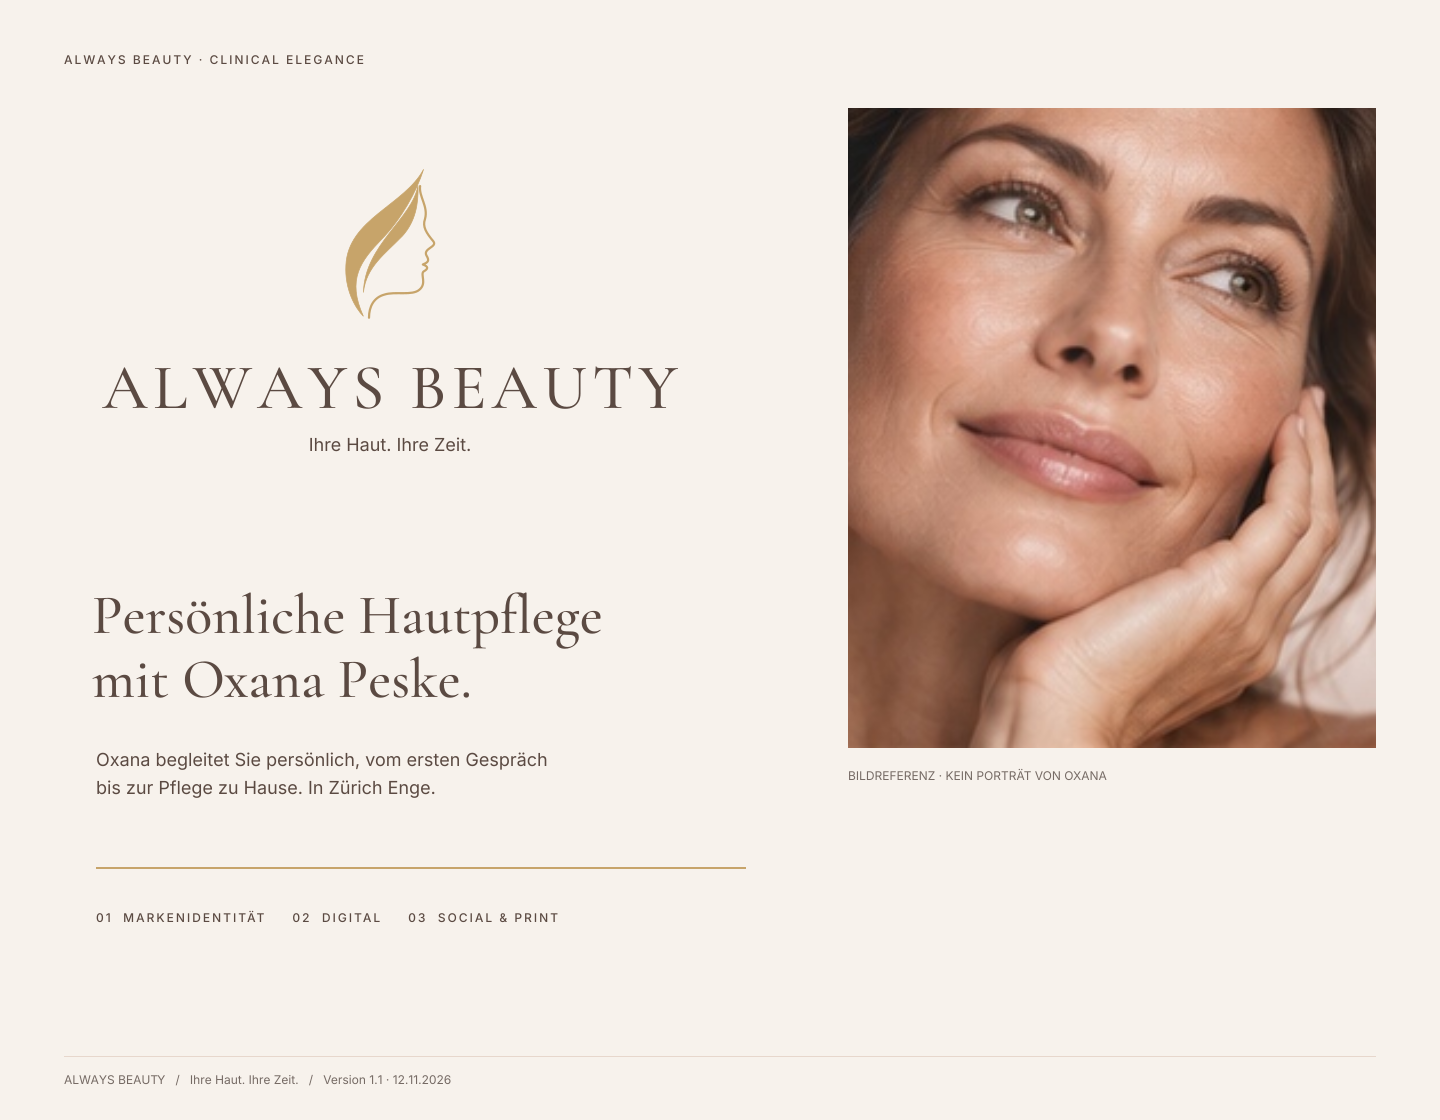 ALWAYS BEAUTY · CLINICAL ELEGANCE
ALWAYS BEAUTY
Ihre Haut. Ihre Zeit.
Persönliche Hautpflege
mit Oxana Peske.
Oxana begleitet Sie persönlich, vom ersten Gespräch
bis zur Pflege zu Hause. In Zürich Enge.
BILDREFERENZ · KEIN PORTRÄT VON OXANA
01 MARKENIDENTITÄT 02 DIGITAL 03 SOCIAL & PRINT
ALWAYS BEAUTY / Ihre Haut. Ihre Zeit. / Version 1.1 · 12.11.2026